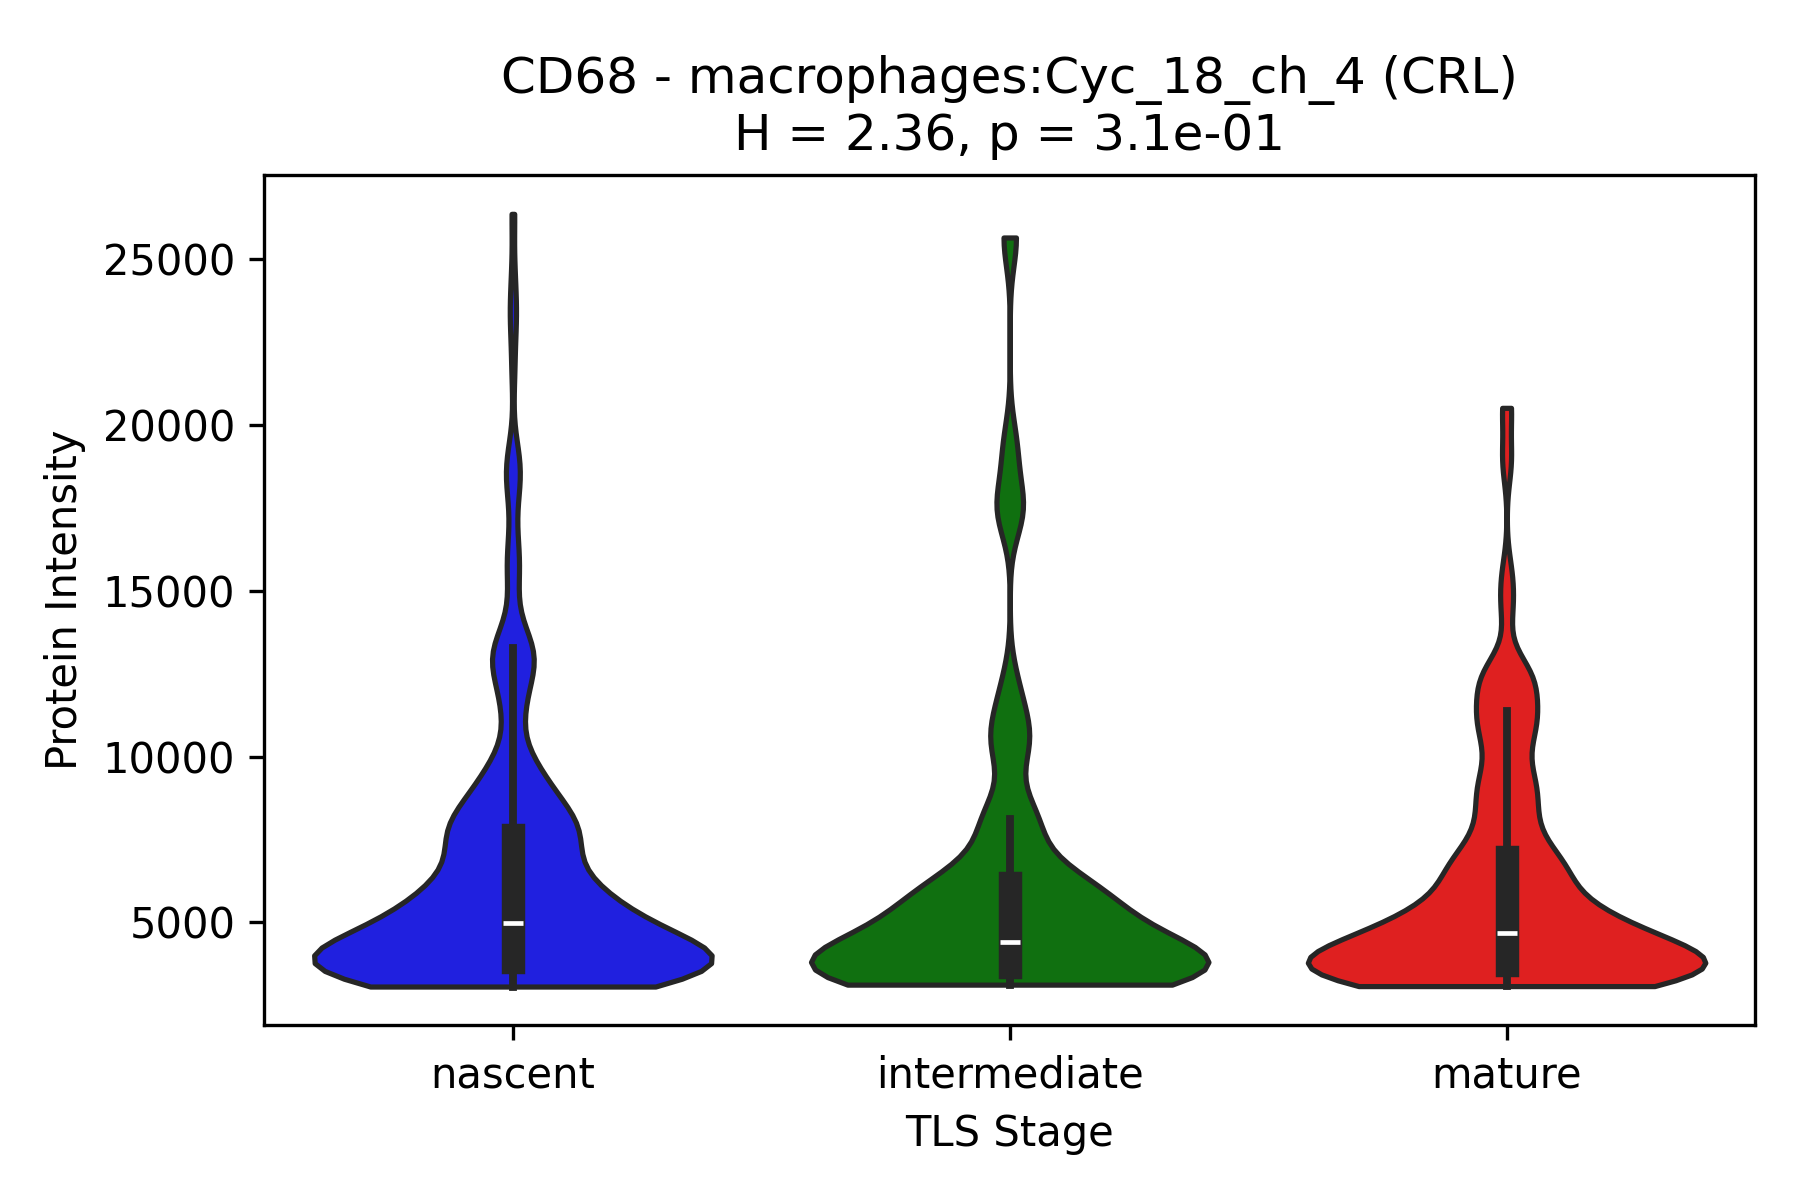 CD68 - macrophages:Cyc_18_ch_4 (CRL)
H = 2.36, p = 3.1e-01
Protein Intensity
25000
20000
15000
10000
5000
nascent
intermediate
mature
TLS Stage